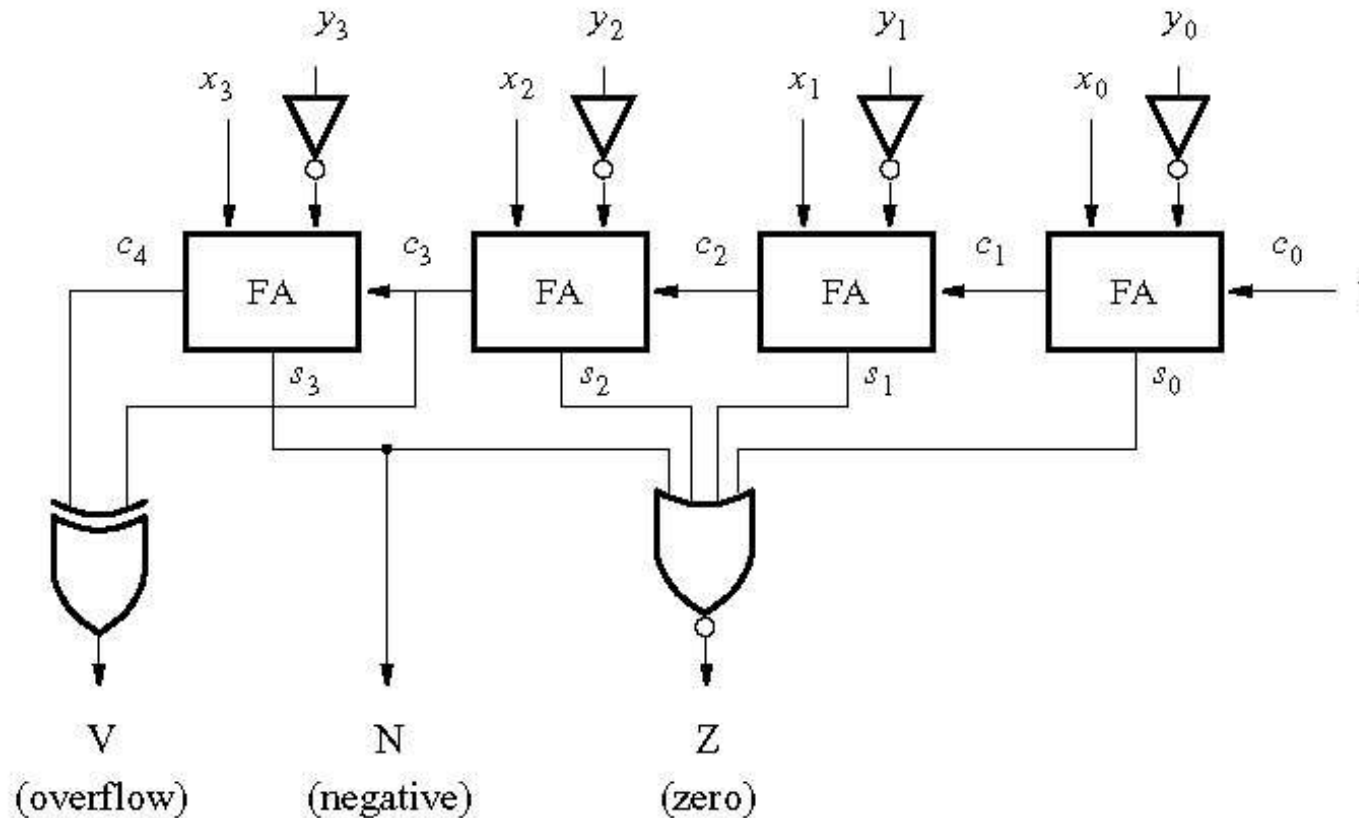 y3 y2 y1 y0
x3 x2 x1 x0
c4 FA c3 FA c2 FA c1 FA c0
s3 s2 s1 s0
V N Z
(overflow) (negative) (zero)